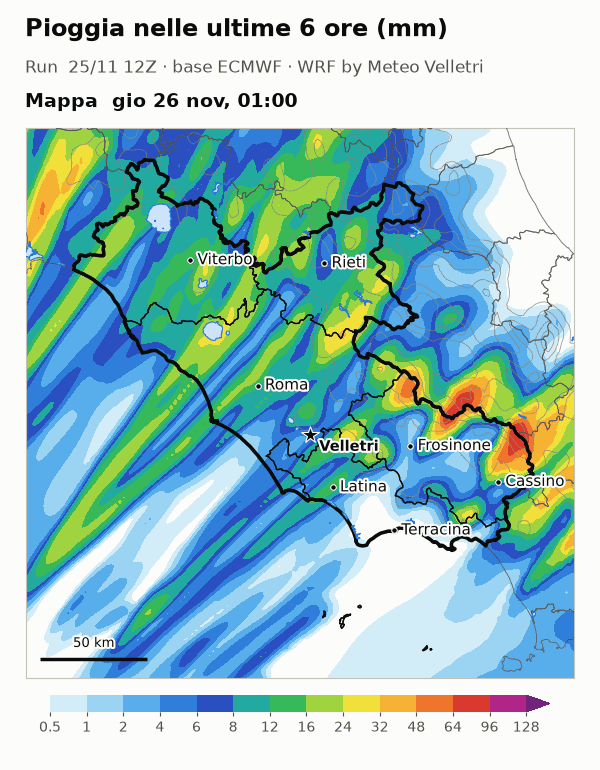 Pioggia nelle ultime 6 ore (mm)
Run  25/11 12Z · base ECMWF · WRF by Meteo Velletri
Mappa  gio 26 nov, 01:00
Viterbo
Rieti
Roma
Velletri
Frosinone
Latina
Cassino
Terracina
50 km
0.5 1 2 4 6 8 12 16 24 32 48 64 96 128